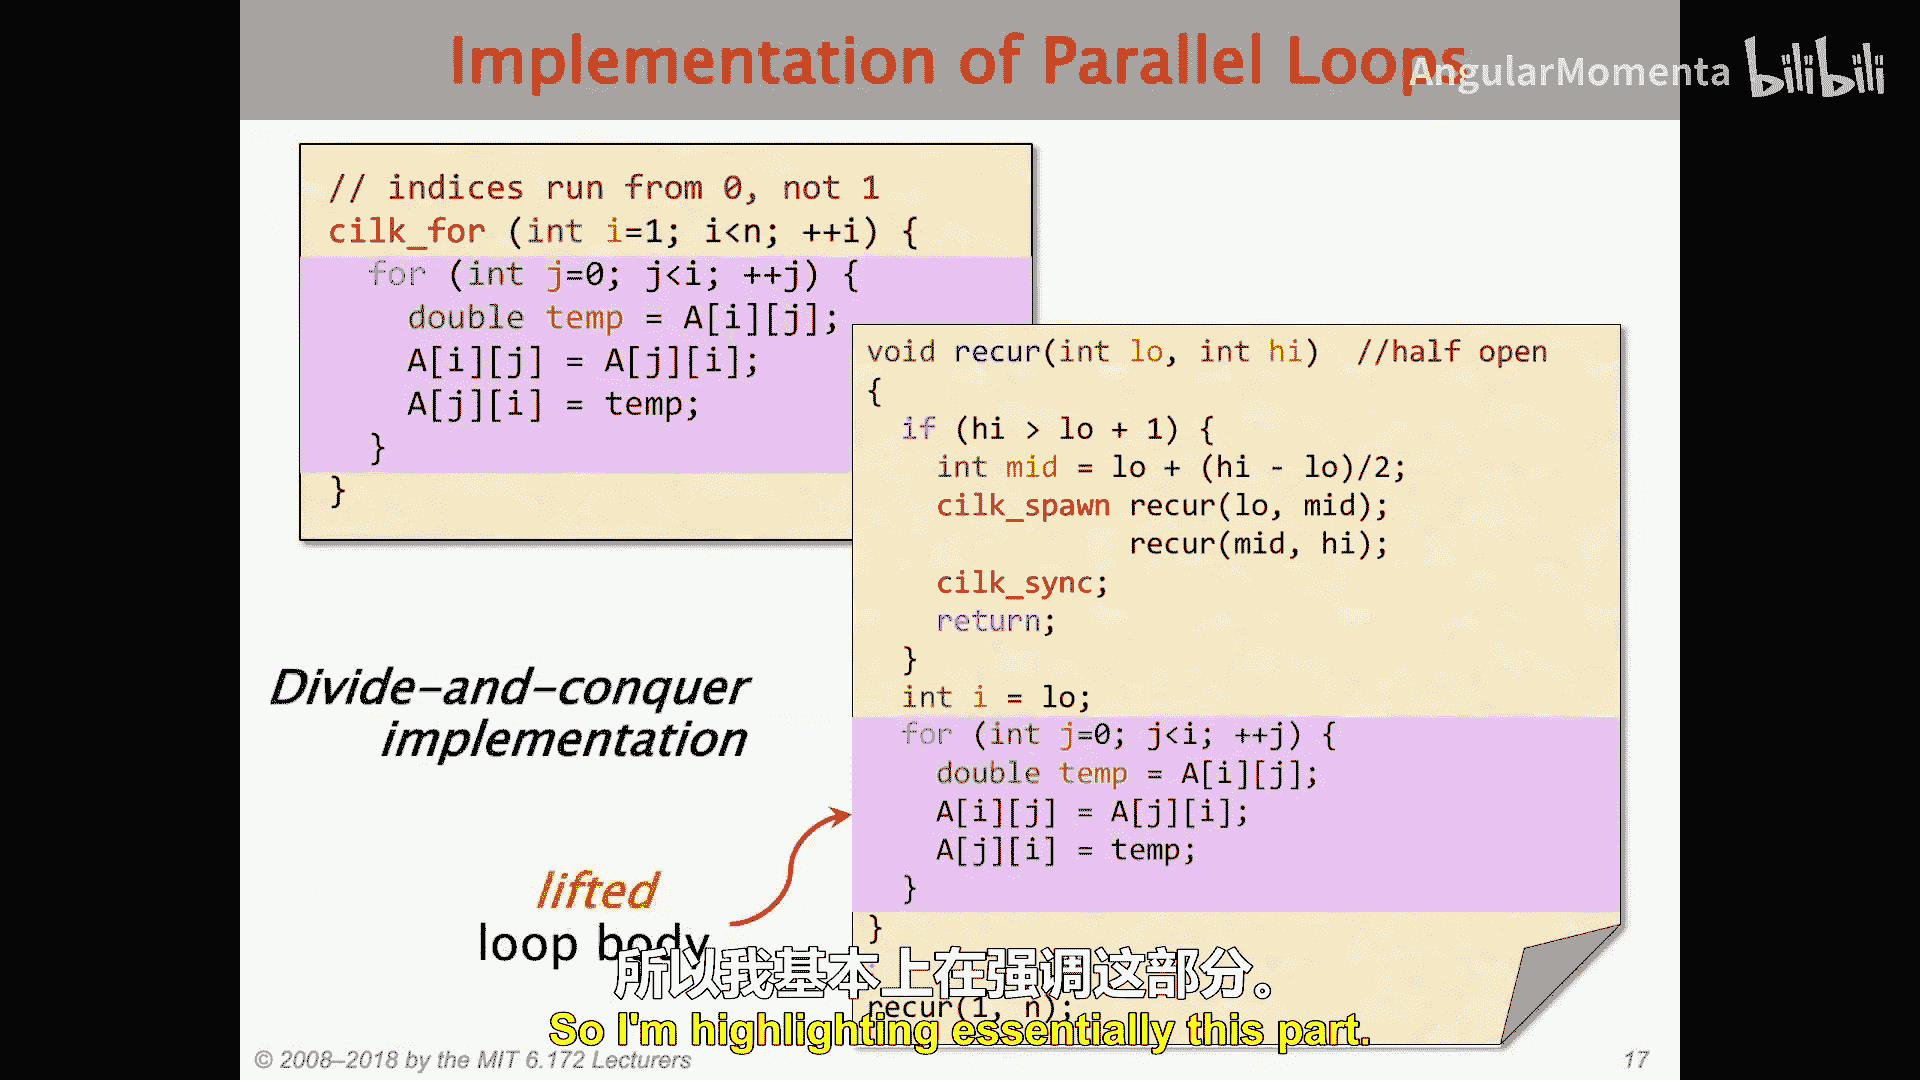 Implementation of Parallel Loops
AngularMomenta bilibili
// indices run from 0, not 1
cilk_for (int i=1; i<n; ++i) {
for (int j=0; j<i; ++j) {
double temp = A[i][j];
A[i][j] = A[j][i];
A[j][i] = temp;
}
}
void recur(int lo, int hi) //half open
{
if (hi > lo + 1) {
int mid = lo + (hi - lo)/2;
cilk_spawn recur(lo, mid);
recur(mid, hi);
cilk_sync;
return;
}
int i = lo;
for (int j=0; j<i; ++j) {
double temp = A[i][j];
A[i][j] = A[j][i];
A[j][i] = temp;
}
}
recur(1, n);
Divide-and-conquer
implementation
lifted
loop body
所以我基本上在强调这部分。
So I'm highlighting essentially this part.
© 2008–2018 by the MIT 6.172 Lecturers
17